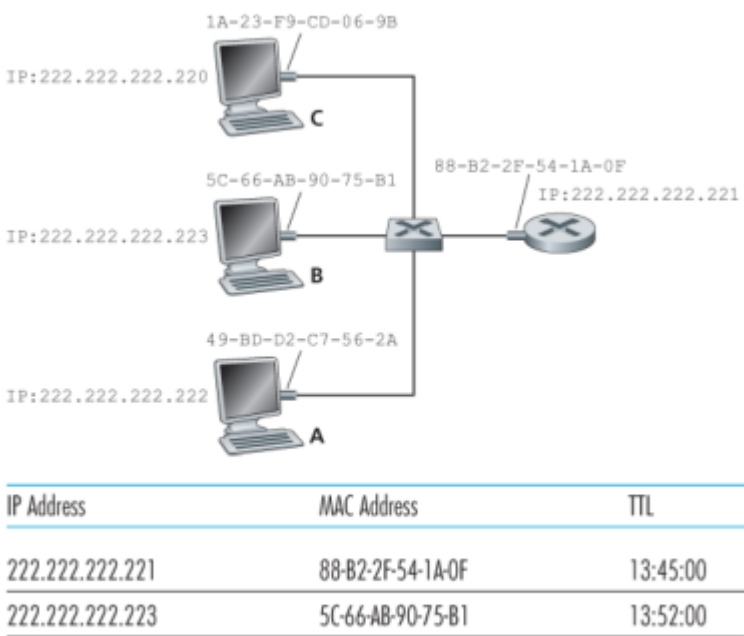 1A-23-F9-CD-06-9B
IP:222.222.222.220
C
88-B2-2F-54-1A-0F
5C-66-AB-90-75-B1
IP:222.222.222.221
IP:222.222.222.223
B
49-BD-D2-C7-56-2A
IP:222.222.222.222
A
IP Address MAC Address TTL
222.222.222.221 88-B2-2F-54-1A-0F 13:45:00
222.222.222.223 5C-66-AB-90-75-B1 13:52:00